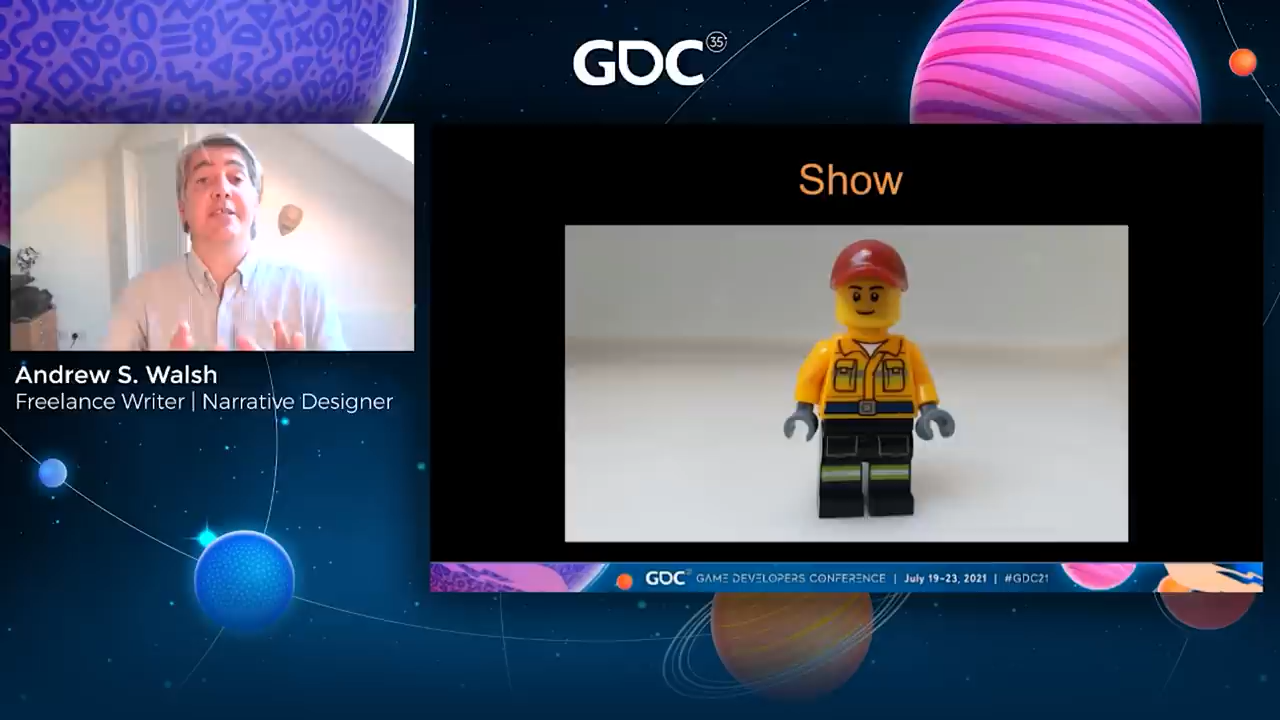 GDC 35
Show
Andrew S. Walsh
Freelance Writer | Narrative Designer
GDC GAME DEVELOPERS CONFERENCE | July 19-23, 2021 | #GDC21